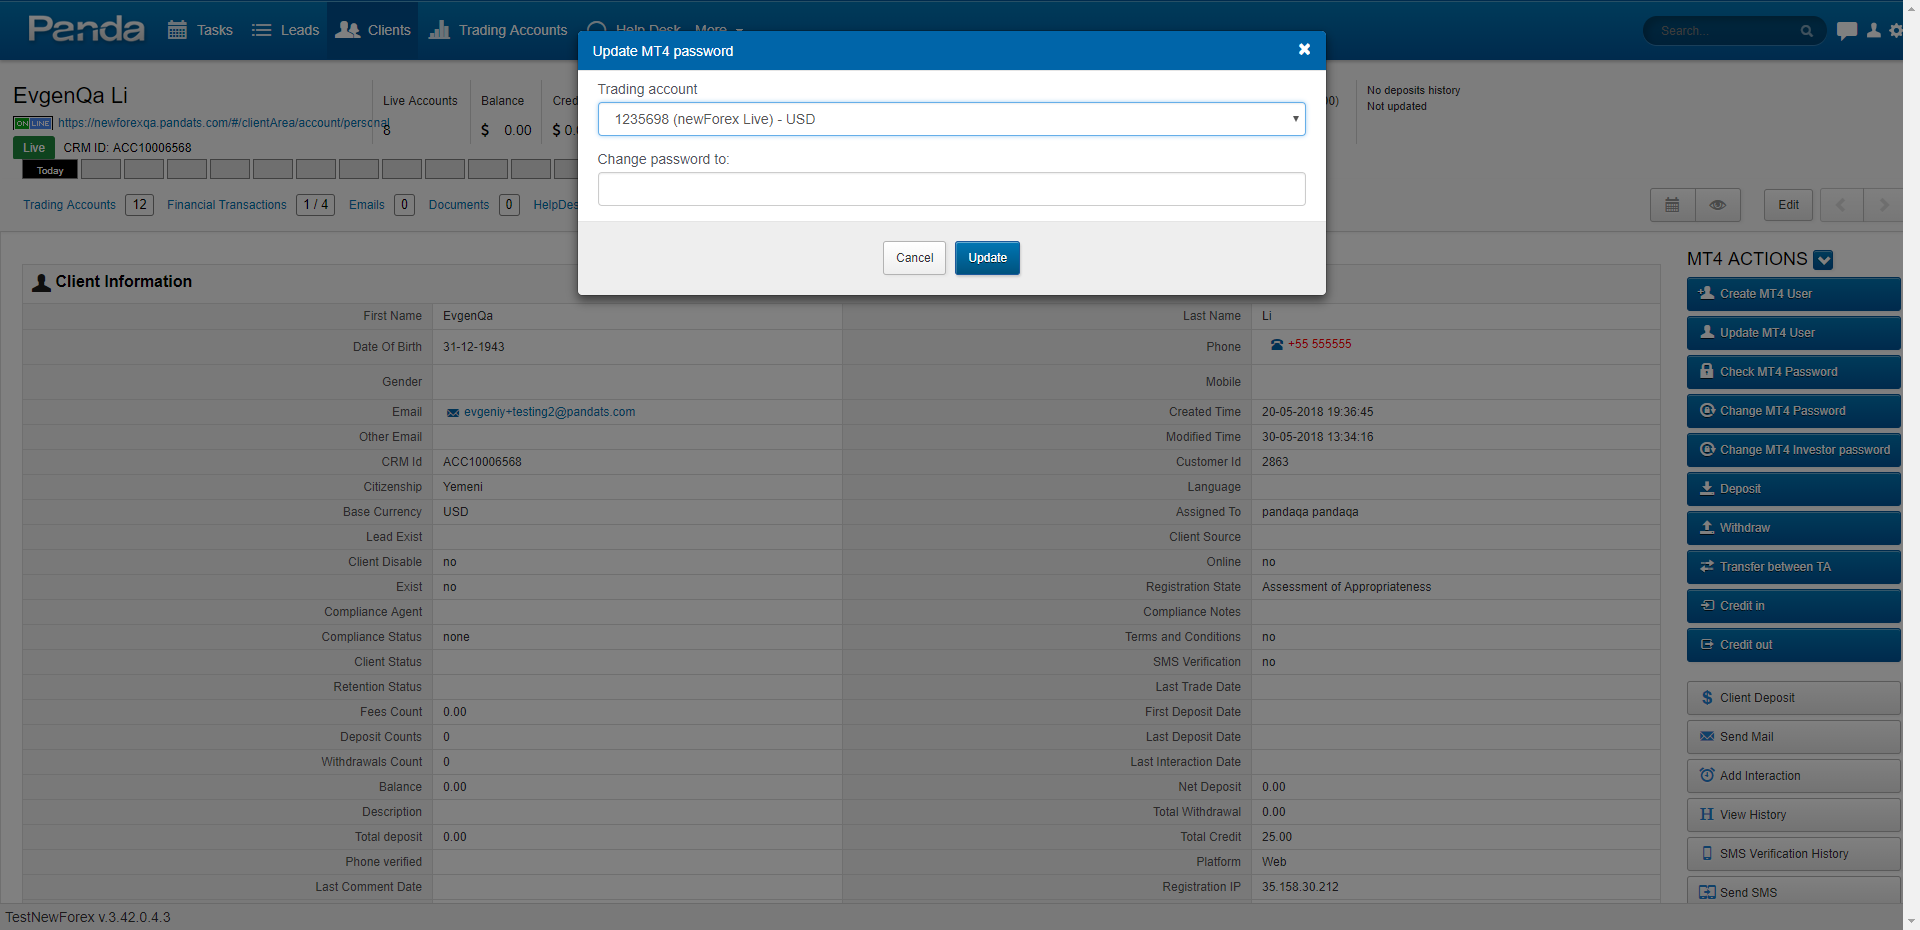 Panda
Tasks
Leads
Clients
Trading Accounts
Help Desk
More
Search...
Update MT4 password
Trading account
1235698 (newForex Live) - USD
Change password to:
Cancel
Update
EvgenQa Li
ON LINE
https://newforexqa.pandats.com/#/clientArea/account/personal
Live
CRM ID: ACC10006568
Today
Live Accounts
8
Balance
$ 0.00
Cred
$ 0.
0)
No deposits history
Not updated
Trading Accounts 12
Financial Transactions 1 / 4
Emails 0
Documents 0
HelpDes
Edit
Client Information
First Name EvgenQa Last Name Li
Date Of Birth 31-12-1943 Phone +55 555555
Gender Mobile
Email evgeniy+testing2@pandats.com Created Time 20-05-2018 19:36:45
Other Email Modified Time 30-05-2018 13:34:16
CRM Id ACC10006568 Customer Id 2863
Citizenship Yemeni Language
Base Currency USD Assigned To pandaqa pandaqa
Lead Exist Client Source
Client Disable no Online no
Exist no Registration State Assessment of Appropriateness
Compliance Agent Compliance Notes
Compliance Status none Terms and Conditions no
Client Status SMS Verification no
Retention Status Last Trade Date
Fees Count 0.00 First Deposit Date
Deposit Counts 0 Last Deposit Date
Withdrawals Count 0 Last Interaction Date
Balance 0.00 Net Deposit 0.00
Description Total Withdrawal 0.00
Total deposit 0.00 Total Credit 25.00
Phone verified Platform Web
Last Comment Date Registration IP 35.158.30.212
MT4 ACTIONS
Create MT4 User
Update MT4 User
Check MT4 Password
Change MT4 Password
Change MT4 Investor password
Deposit
Withdraw
Transfer between TA
Credit in
Credit out
Client Deposit
Send Mail
Add Interaction
View History
SMS Verification History
Send SMS
TestNewForex v.3.42.0.4.3